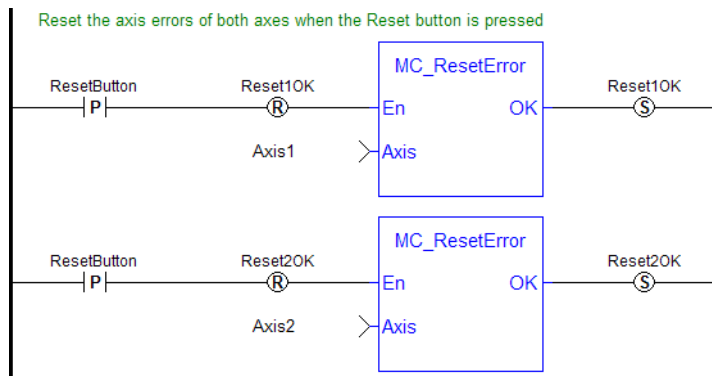 Reset the axis errors of both axes when the Reset button is pressed
MC_ResetError
ResetButton Reset1OK Reset1OK
P R En OK S
Axis1 Axis
MC_ResetError
ResetButton Reset2OK Reset2OK
P R En OK S
Axis2 Axis